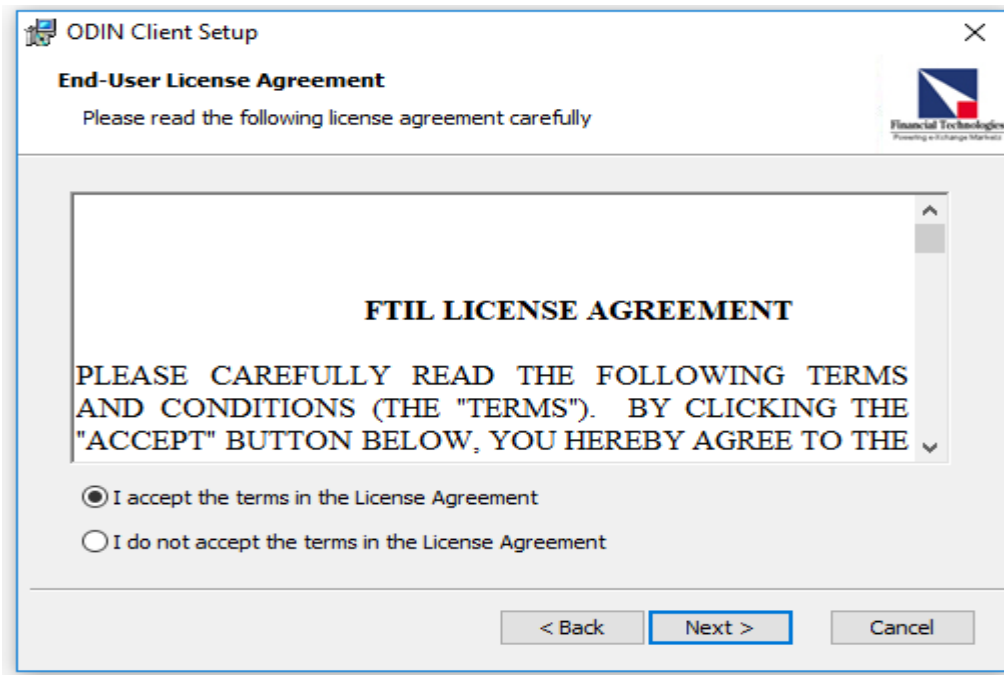 ODIN Client Setup
End-User License Agreement
Please read the following license agreement carefully
Financial Technologies
Powering e-Xchange Markets
FTIL LICENSE AGREEMENT
PLEASE CAREFULLY READ THE FOLLOWING TERMS
AND CONDITIONS (THE "TERMS"). BY CLICKING THE
"ACCEPT" BUTTON BELOW, YOU HEREBY AGREE TO THE
I accept the terms in the License Agreement
I do not accept the terms in the License Agreement
< Back
Next >
Cancel